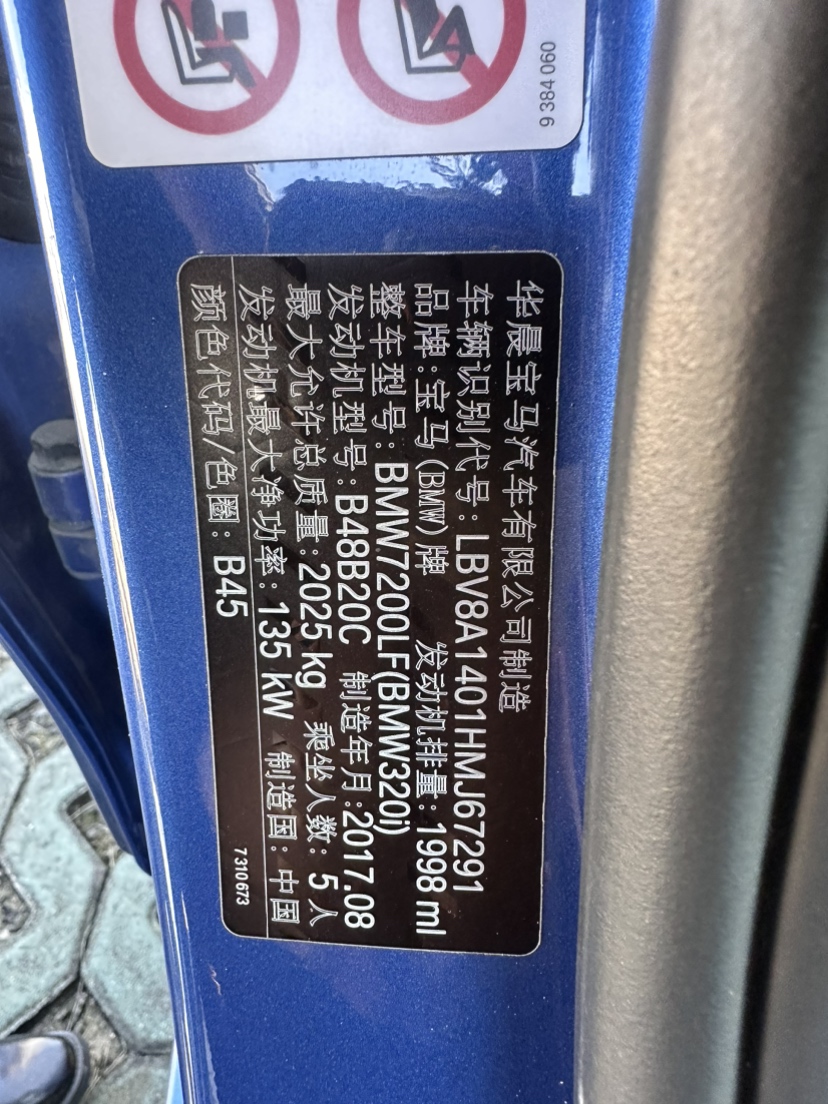 9 384 060
华晨宝马汽车有限公司制造
车辆识别代号:LBV8A1401HMJ67291
品牌:宝马(BMW)牌 发动机排量:1998 ml
整车型号:BMW7200LF(BMW320i)
发动机型号:B48B20C 制造年月:2017.08
最大允许总质量:2025 kg 乘坐人数:5人
发动机最大净功率:135 kW 制造国:中国
颜色代码/色圈:B45
7 310 673